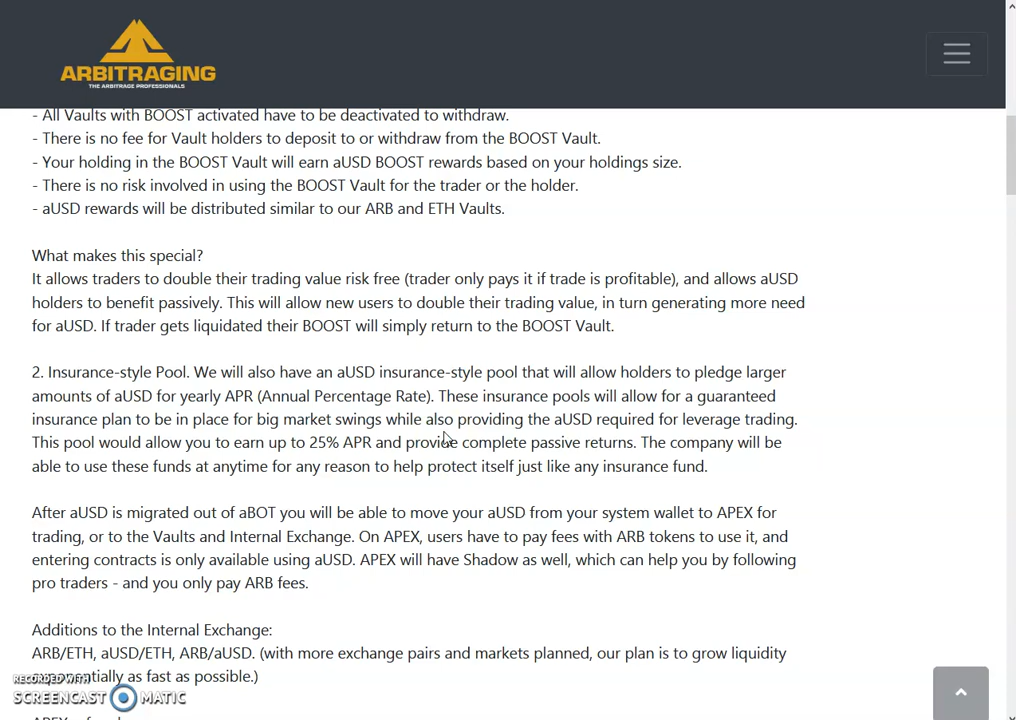 ARBITRAGING
THE ARBITRAGE PROFESSIONALS
- All Vaults with BOOST activated have to be deactivated to withdraw.
- There is no fee for Vault holders to deposit to or withdraw from the BOOST Vault.
- Your holding in the BOOST Vault will earn aUSD BOOST rewards based on your holdings size.
- There is no risk involved in using the BOOST Vault for the trader or the holder.
- aUSD rewards will be distributed similar to our ARB and ETH Vaults.
What makes this special?
It allows traders to double their trading value risk free (trader only pays it if trade is profitable), and allows aUSD
holders to benefit passively. This will allow new users to double their trading value, in turn generating more need
for aUSD. If trader gets liquidated their BOOST will simply return to the BOOST Vault.
2. Insurance-style Pool. We will also have an aUSD insurance-style pool that will allow holders to pledge larger
amounts of aUSD for yearly APR (Annual Percentage Rate). These insurance pools will allow for a guaranteed
insurance plan to be in place for big market swings while also providing the aUSD required for leverage trading.
This pool would allow you to earn up to 25% APR and provide complete passive returns. The company will be
able to use these funds at anytime for any reason to help protect itself just like any insurance fund.
After aUSD is migrated out of aBOT you will be able to move your aUSD from your system wallet to APEX for
trading, or to the Vaults and Internal Exchange. On APEX, users have to pay fees with ARB tokens to use it, and
entering contracts is only available using aUSD. APEX will have Shadow as well, which can help you by following
pro traders - and you only pay ARB fees.
Additions to the Internal Exchange:
ARB/ETH, aUSD/ETH, ARB/aUSD. (with more exchange pairs and markets planned, our plan is to grow liquidity
as fast as possible.)
RECORDED WITH
SCREENCAST MATIC